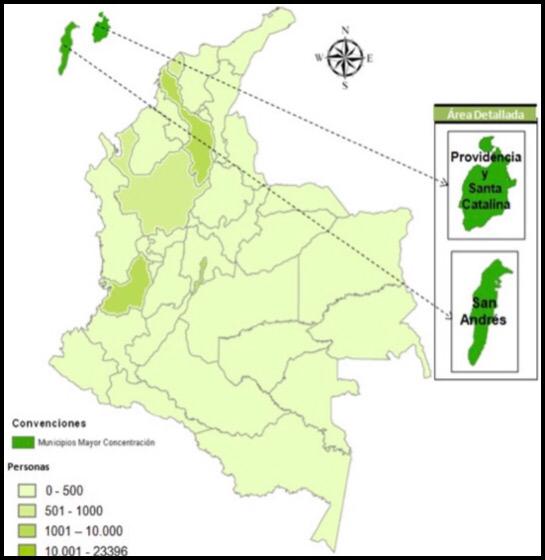 N
W E
S
Área Detallada
Providencia
y
Santa
Catalina
San
Andrés
Convenciones
Municipios Mayor Concentración
Personas
0 - 500
501 - 1000
1001 – 10.000
10.001 - 23396